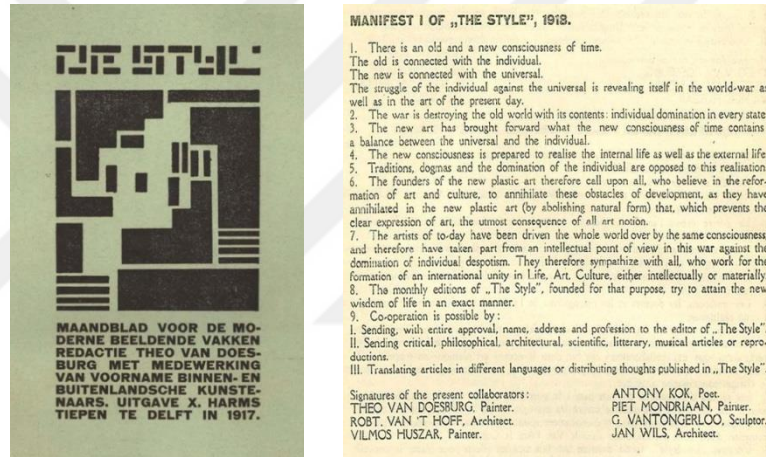 DE STIJL
MAANDBLAD VOOR DE MO-
DERNE BEELDENDE VAKKEN
REDACTIE THEO VAN DOES-
BURG MET MEDEWERKING
VAN VOORNAME BINNEN- EN
BUITENLANDSCHE KUNSTE-
NAARS. UITGAVE X. HARMS
TIEPEN TE DELFT IN 1917.
MANIFEST I OF „THE STYLE", 1918.
1. There is an old and a new consciousness of time.
The old is connected with the individual.
The new is connected with the universal.
The struggle of the individual against the universal is revealing itself in the world-war as
well as in the art of the present day.
2. The war is destroying the old world with its contents: individual domination in every state.
3. The new art has brought forward what the new consciousness of time contains
a balance between the universal and the individual.
4. The new consciousness is prepared to realise the internal life as well as the external life.
5. Traditions, dogmas and the domination of the individual are opposed to this realisation.
6. The founders of the new plastic art therefore call upon all, who believe in the refor-
mation of art and culture, to annihilate these obstacles of development, as they have
annihilated in the new plastic art (by abolishing natural form) that, which prevents the
clear expression of art, the utmost consequence of all art notion.
7. The artists of to-day have been driven the whole world over by the same consciousness,
and therefore have taken part from an intellectual point of view in this war against the
domination of individual despotism. They therefore sympathize with all, who work for the
formation of an international unity in Life, Art, Culture, either intellectually or materially.
8. The monthly editions of „The Style", founded for that purpose, try to attain the new
wisdom of life in an exact manner.
9. Co-operation is possible by :
I. Sending, with entire approval, name, address and profession to the editor of „The Style".
II. Sending critical, philosophical, architectural, scientific, litterary, musical articles or repro-
ductions.
III. Translating articles in different languages or distributing thoughts published in „The Style".
Signatures of the present collaborators:
THEO VAN DOESBURG, Painter.
ROBT. VAN 'T HOFF, Architect.
VILMOS HUSZAR, Painter.
ANTONY KOK, Poet.
PIET MONDRIAAN, Painter.
G. VANTONGERLOO, Sculptor.
JAN WILS, Architect.